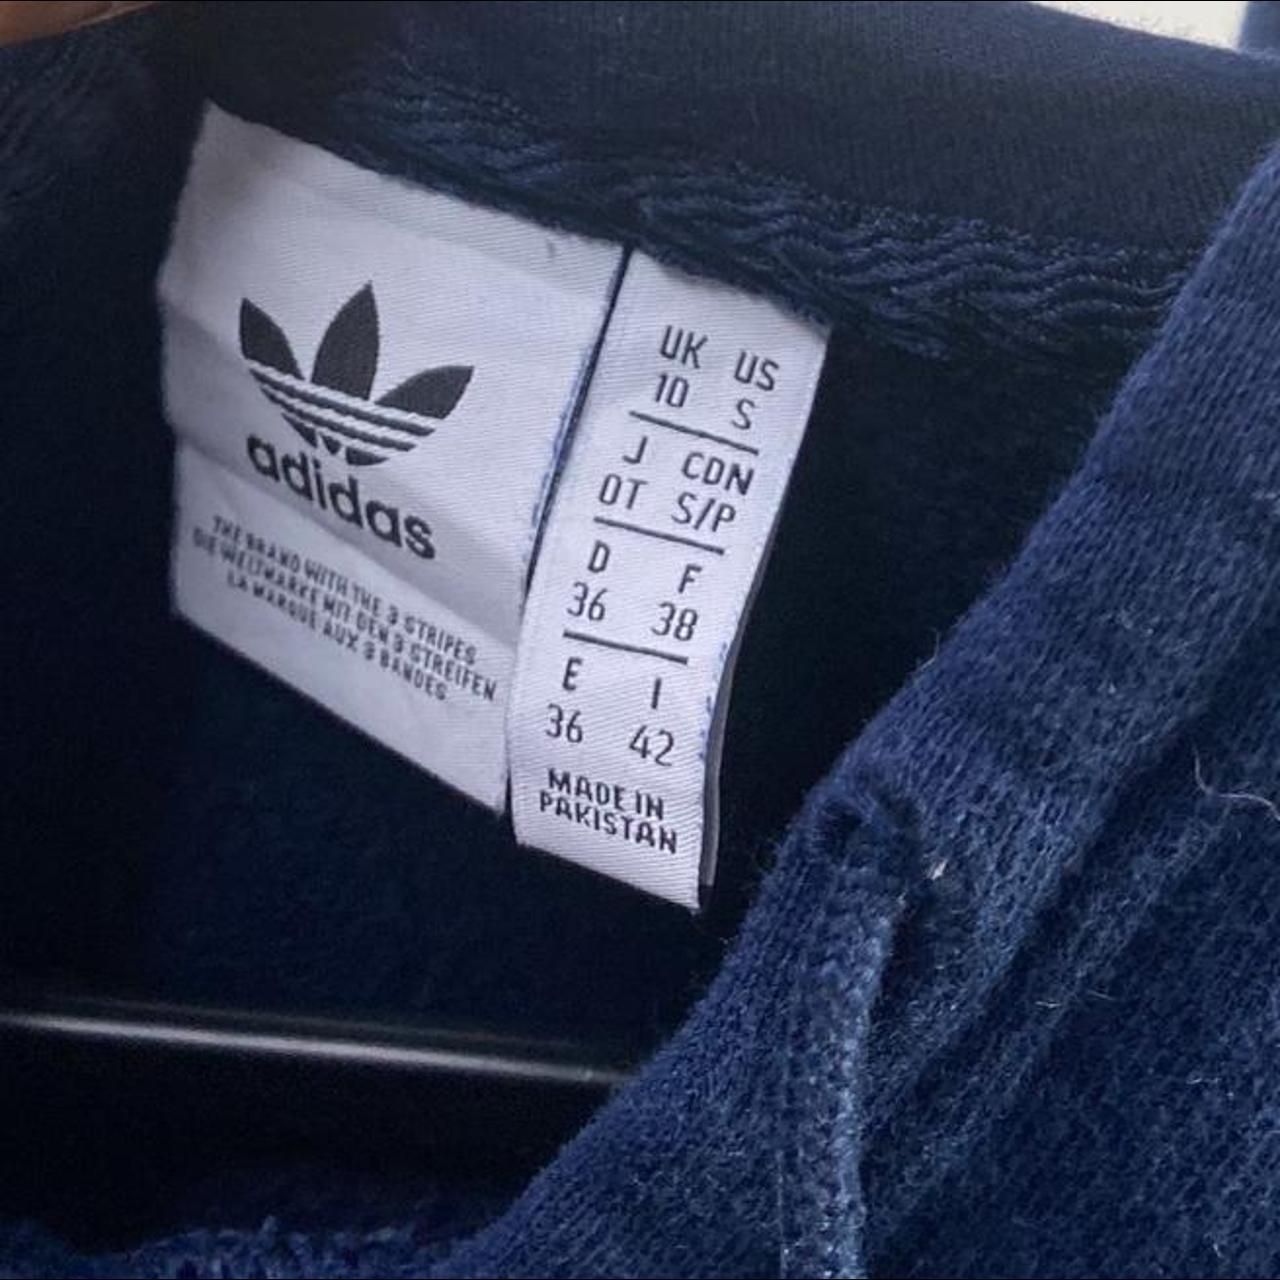 adidas
THE BRAND WITH THE 3 STRIPES
DIE WELTMARKE MIT DEN 3 STREIFEN
LA MARQUE AUX 3 BANDES
UK US
10 S
J CDN
OT S/P
D F
36 38
E I
36 42
MADE IN
PAKISTAN